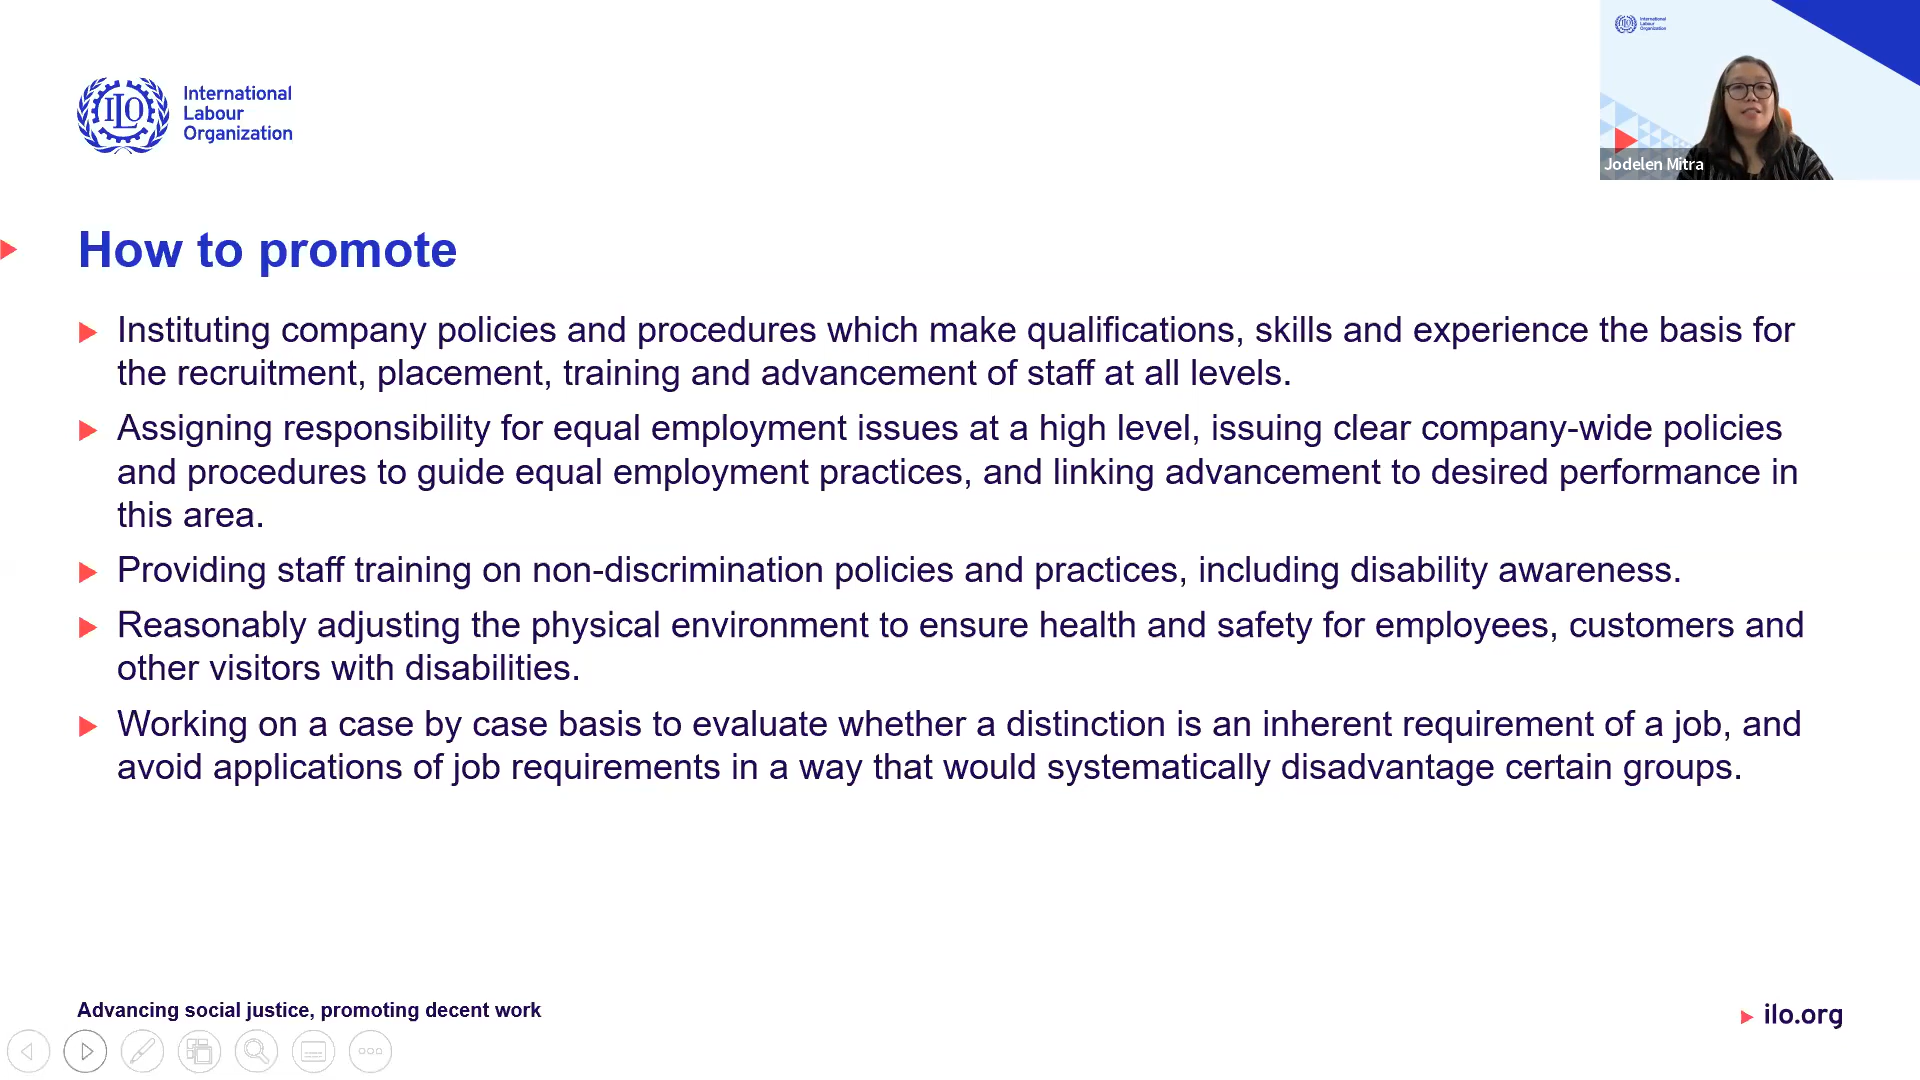 International
Labour
Organization
ILO
International
Labour
Organization
Jodelen Mitra
How to promote
Instituting company policies and procedures which make qualifications, skills and experience the basis for
the recruitment, placement, training and advancement of staff at all levels.
Assigning responsibility for equal employment issues at a high level, issuing clear company-wide policies
and procedures to guide equal employment practices, and linking advancement to desired performance in
this area.
Providing staff training on non-discrimination policies and practices, including disability awareness.
Reasonably adjusting the physical environment to ensure health and safety for employees, customers and
other visitors with disabilities.
Working on a case by case basis to evaluate whether a distinction is an inherent requirement of a job, and
avoid applications of job requirements in a way that would systematically disadvantage certain groups.
Advancing social justice, promoting decent work
ilo.org